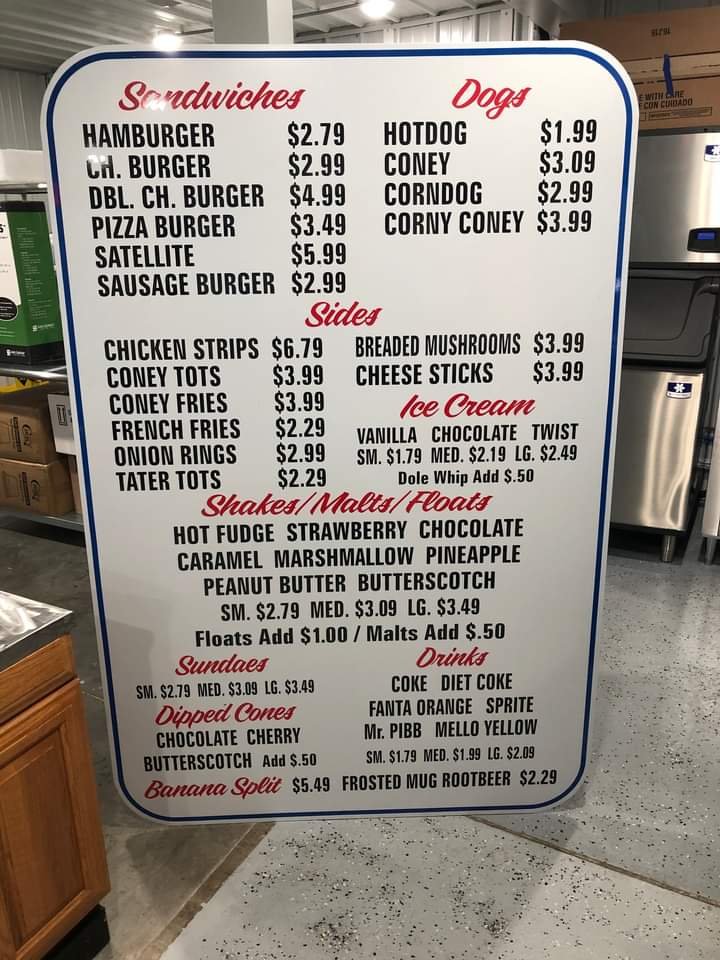 Sandwiches
HAMBURGER $2.79
CH. BURGER $2.99
DBL. CH. BURGER $4.99
PIZZA BURGER $3.49
SATELLITE $5.99
SAUSAGE BURGER $2.99
Dogs
HOTDOG $1.99
CONEY $3.09
CORNDOG $2.99
CORNY CONEY $3.99
Sides
CHICKEN STRIPS $6.79
CONEY TOTS $3.99
CONEY FRIES $3.99
FRENCH FRIES $2.29
ONION RINGS $2.99
TATER TOTS $2.29
BREADED MUSHROOMS $3.99
CHEESE STICKS $3.99
Ice Cream
VANILLA CHOCOLATE TWIST
SM. $1.79 MED. $2.19 LG. $2.49
Dole Whip Add $.50
Shakes/Malts/Floats
HOT FUDGE STRAWBERRY CHOCOLATE
CARAMEL MARSHMALLOW PINEAPPLE
PEANUT BUTTER BUTTERSCOTCH
SM. $2.79 MED. $3.09 LG. $3.49
Floats Add $1.00 / Malts Add $.50
Sundaes
SM. $2.79 MED. $3.09 LG. $3.49
Dipped Cones
CHOCOLATE CHERRY
BUTTERSCOTCH Add $.50
Banana Split $5.49
Drinks
COKE DIET COKE
FANTA ORANGE SPRITE
Mr. PIBB MELLO YELLOW
SM. $1.79 MED. $1.99 LG. $2.09
FROSTED MUG ROOTBEER $2.29
E WITH CARE
CON CUIDADO